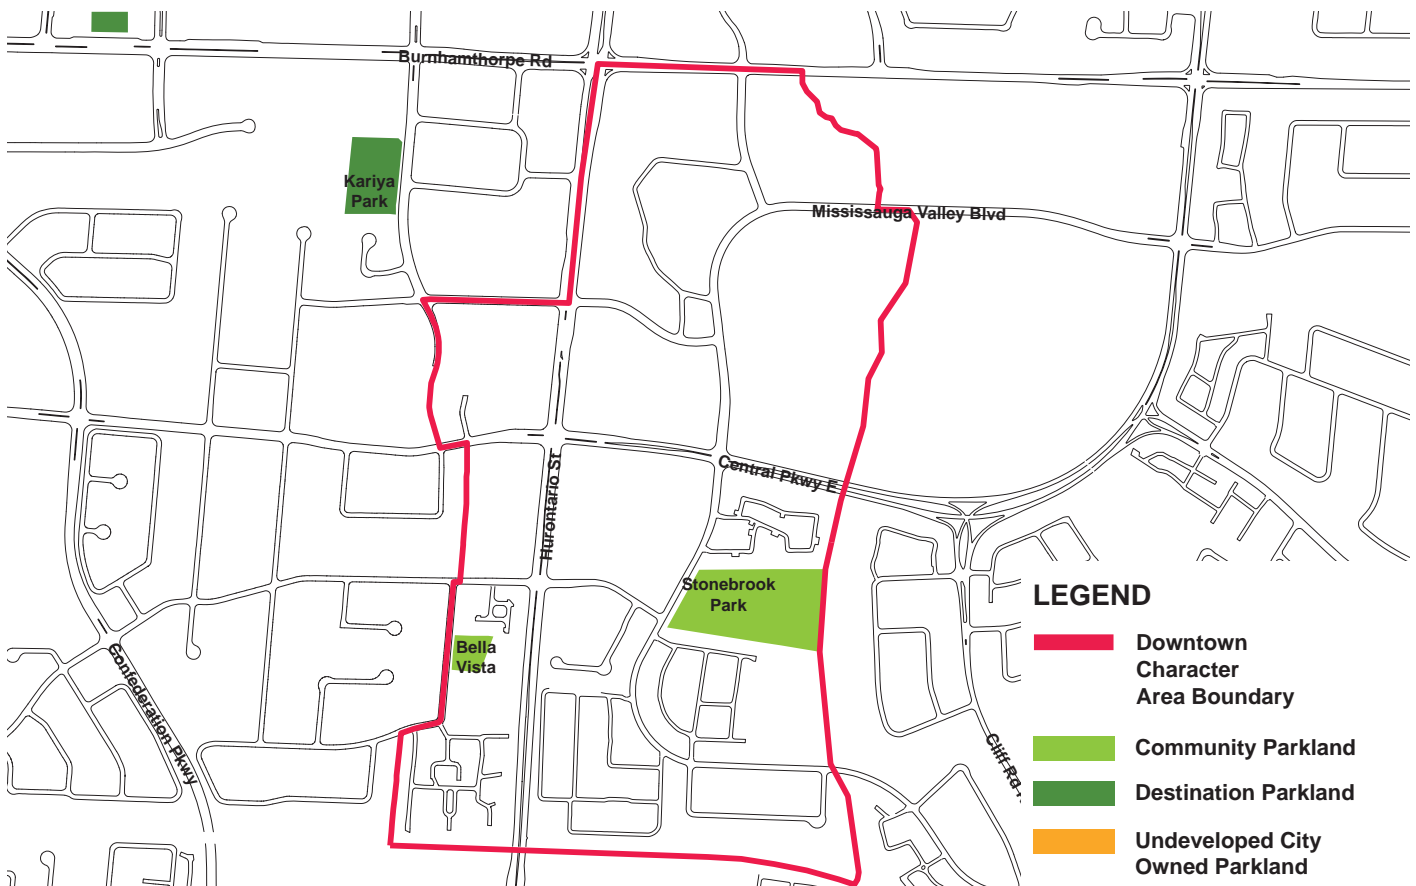 Burnhamthorpe Rd
Kariya
Park
Mississauga Valley Blvd
Central Pkwy E
Hurontario St
Stonebrook
Park
Bella
Vista
Confederation Pkwy
Cliff Rd
LEGEND
Downtown
Character
Area Boundary
Community Parkland
Destination Parkland
Undeveloped City
Owned Parkland